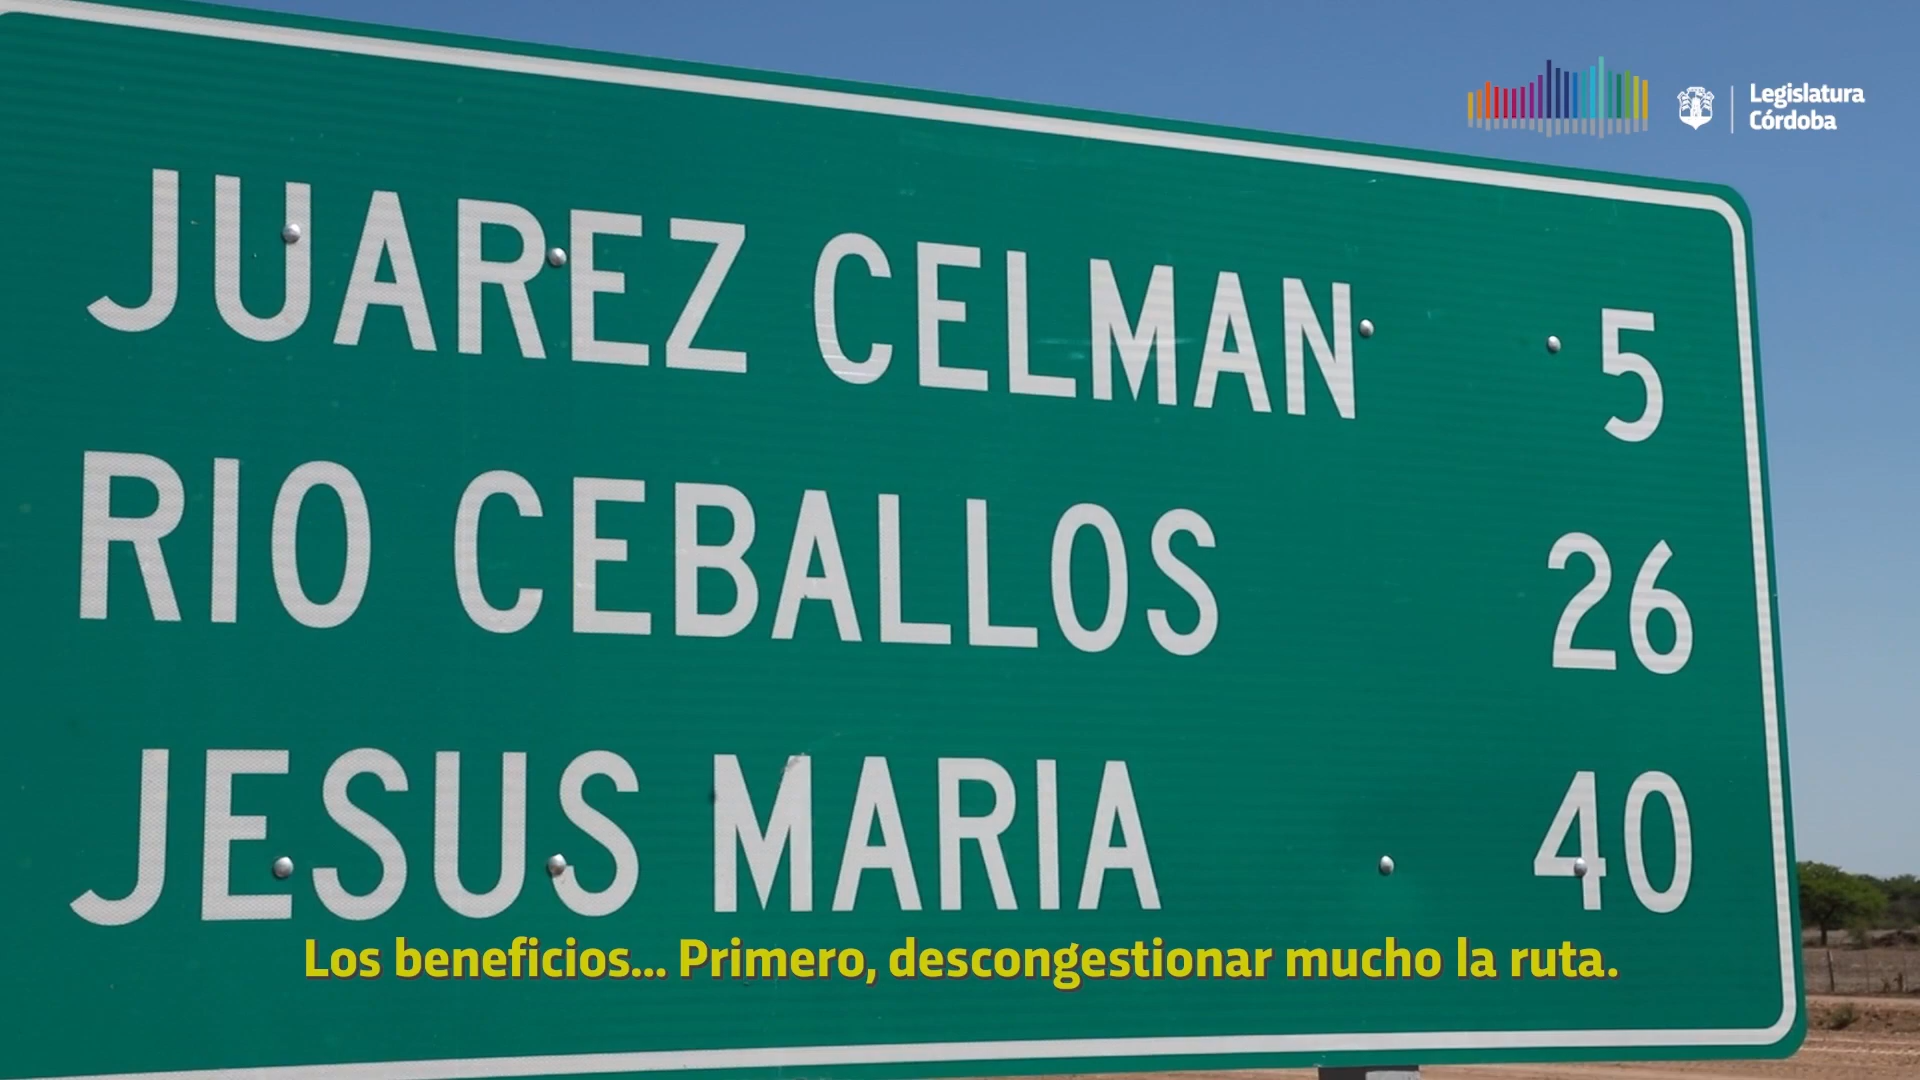 Legislatura
Córdoba
JUAREZ CELMAN 5
RIO CEBALLOS 26
JESUS MARIA 40
Los beneficios... Primero, descongestionar mucho la ruta.